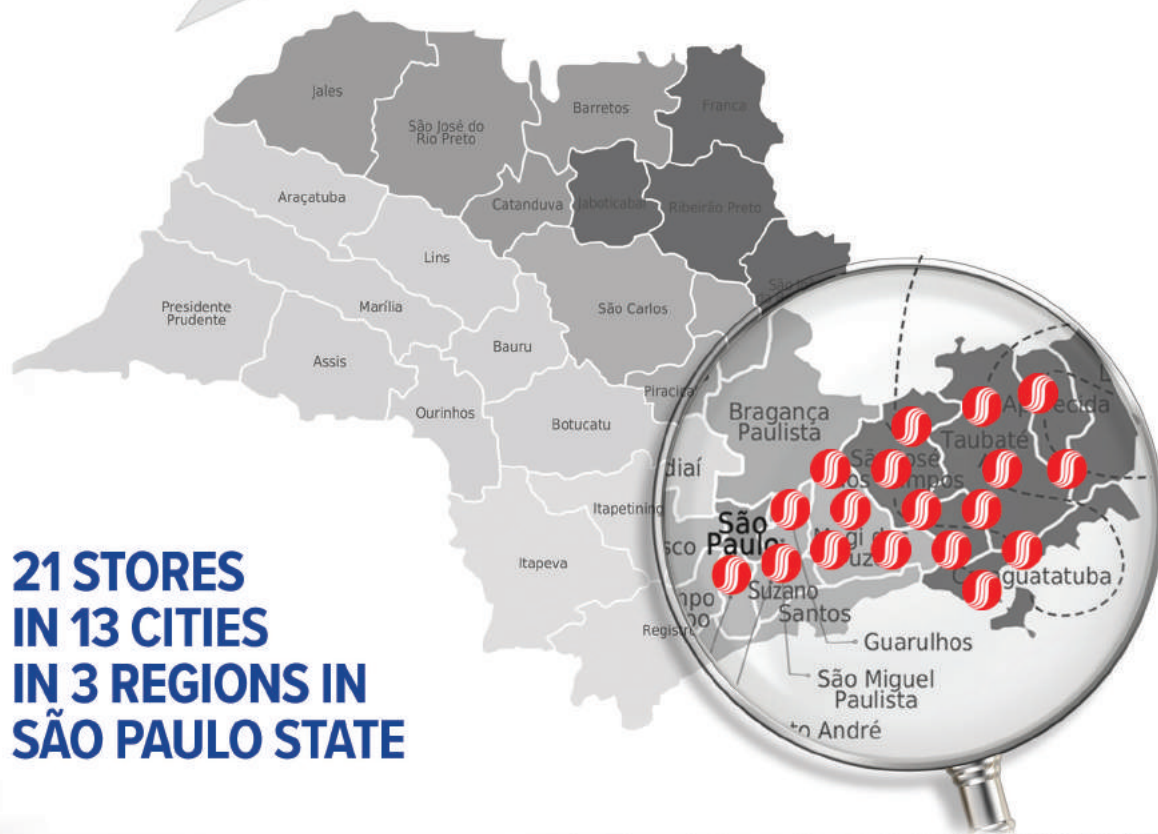 Jales
São José do
Rio Preto
Barretos
Franca
Araçatuba
Catanduva
Jaboticabal
Ribeirão Preto
Lins
Presidente
Prudente
Marília
São Carlos
Assis
Bauru
Ourinhos
Botucatu
Bragança
Paulista
Taubaté
São
Paulo
Itapeva
Suzano
Santos
Guarulhos
São Miguel
Paulista
21 STORES
IN 13 CITIES
IN 3 REGIONS IN
SÃO PAULO STATE